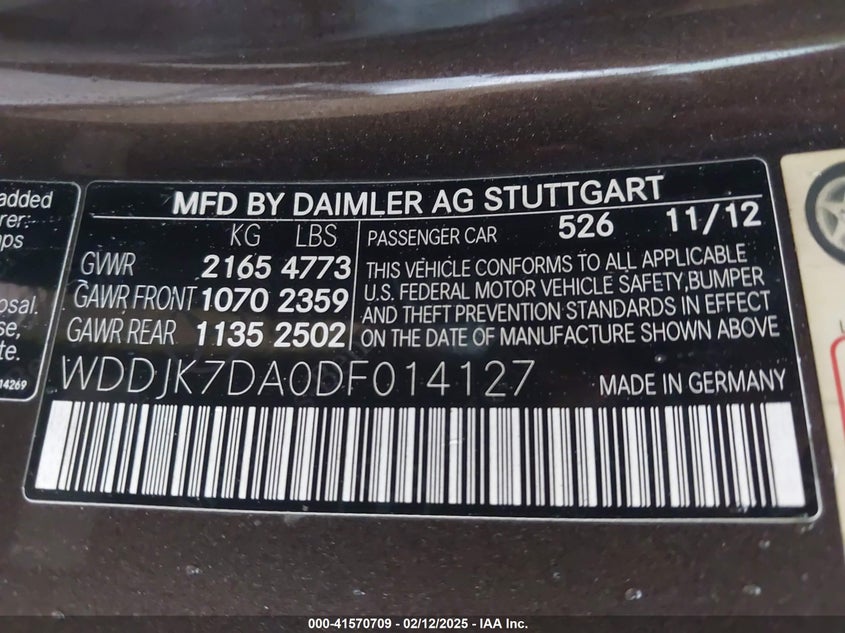 added
rer:
ps
osal.
se,
te.
14269
MFD BY DAIMLER AG STUTTGART
KG LBS
GVWR 2165 4773
GAWR FRONT 1070 2359
GAWR REAR 1135 2502
PASSENGER CAR 526 11/12
THIS VEHICLE CONFORMS TO ALL APPLICABLE
U.S. FEDERAL MOTOR VEHICLE SAFETY,BUMPER
AND THEFT PREVENTION STANDARDS IN EFFECT
ON THE DATE OF MANUFACTURE SHOWN ABOVE
WDDJK7DA0DF014127
MADE IN GERMANY
000-41570709 - 02/12/2025 - IAA Inc.